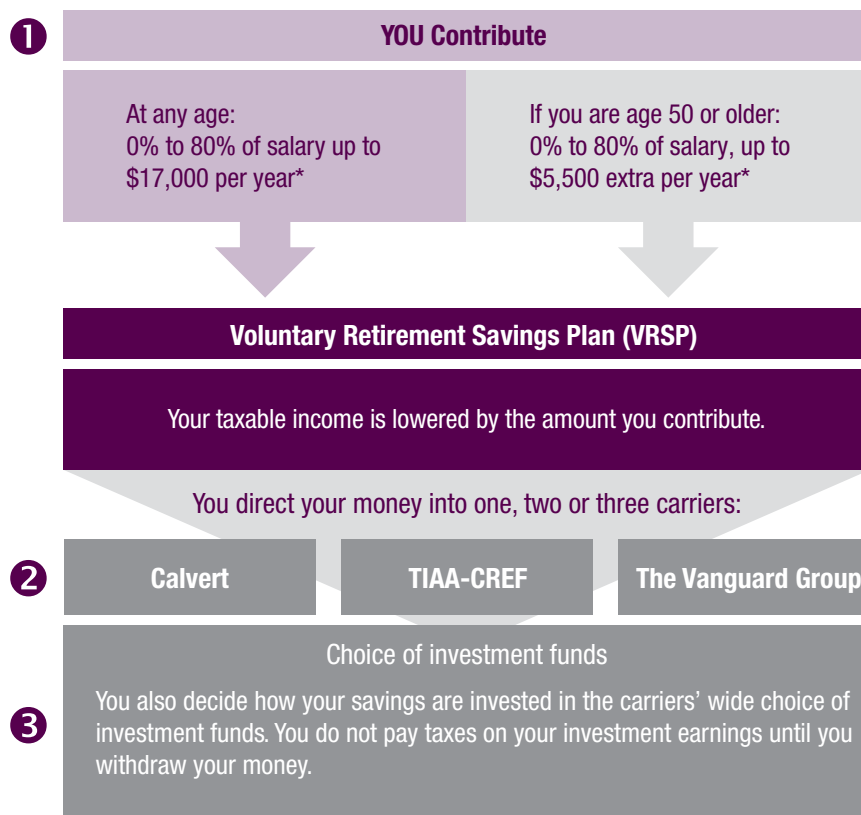 1
YOU Contribute
At any age:
0% to 80% of salary up to
$17,000 per year*
If you are age 50 or older:
0% to 80% of salary, up to
$5,500 extra per year*
Voluntary Retirement Savings Plan (VRSP)
Your taxable income is lowered by the amount you contribute.
You direct your money into one, two or three carriers:
2
Calvert
TIAA-CREF
The Vanguard Group
3
Choice of investment funds
You also decide how your savings are invested in the carriers’ wide choice of
investment funds. You do not pay taxes on your investment earnings until you
withdraw your money.